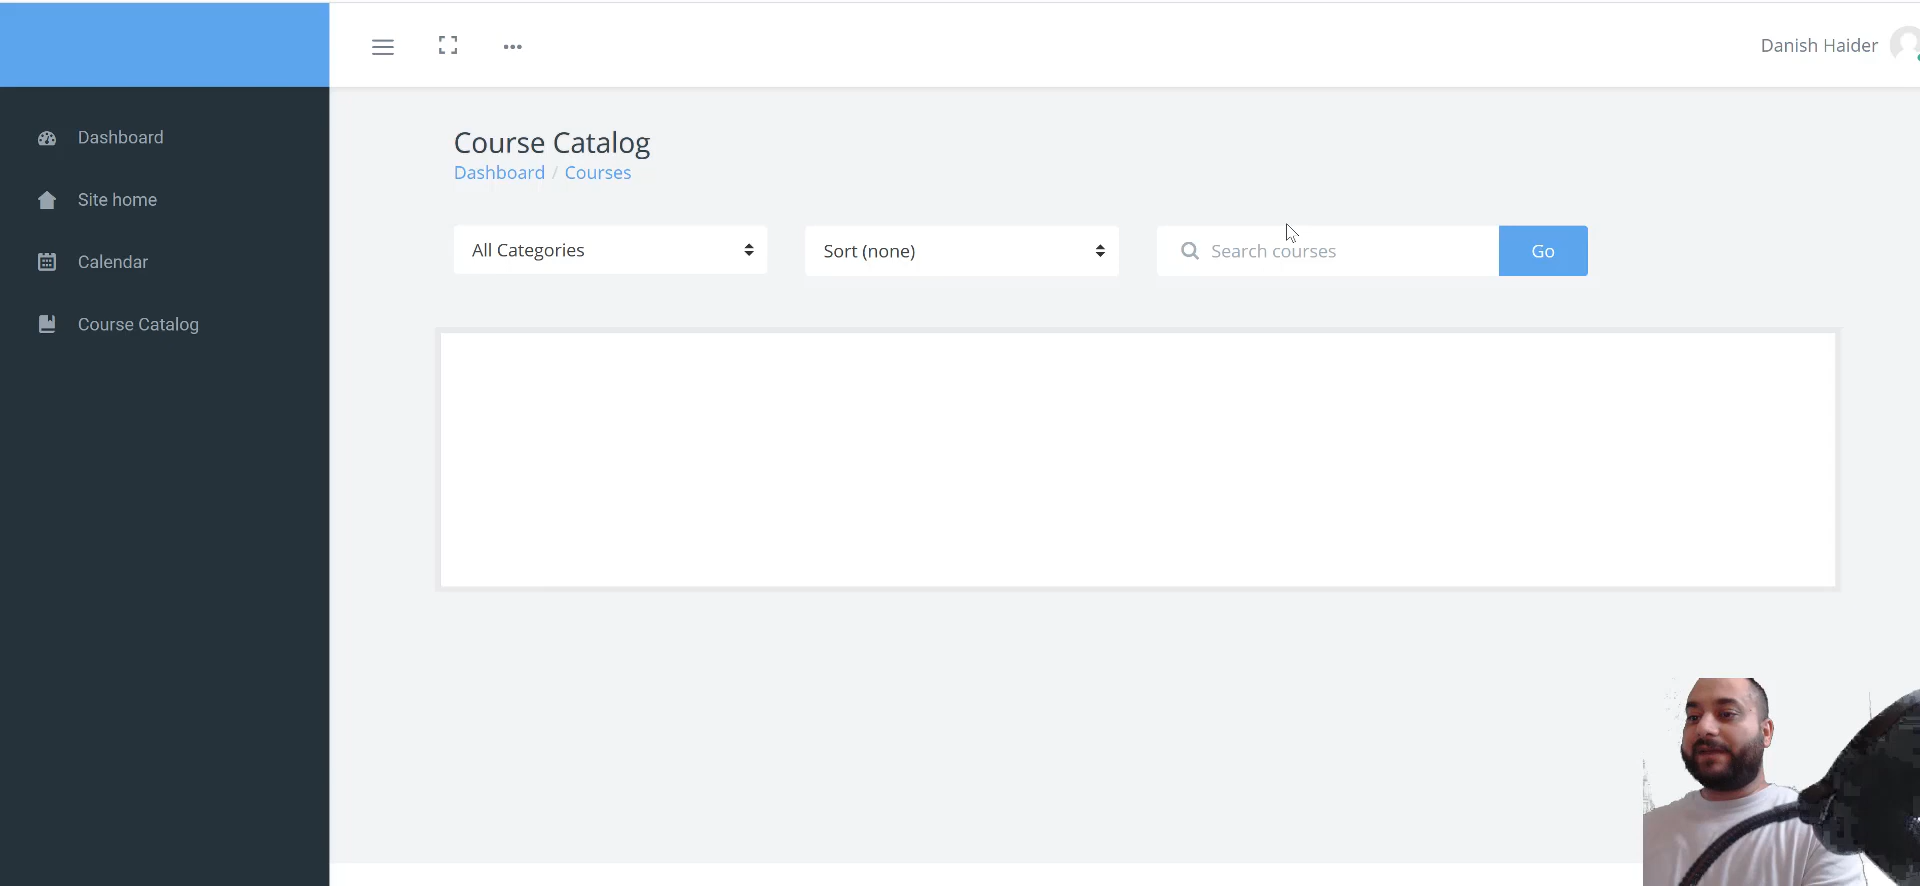 Danish Haider
Dashboard
Site home
Calendar
Course Catalog
Course Catalog
Dashboard / Courses
All Categories
Sort (none)
Search courses
Go